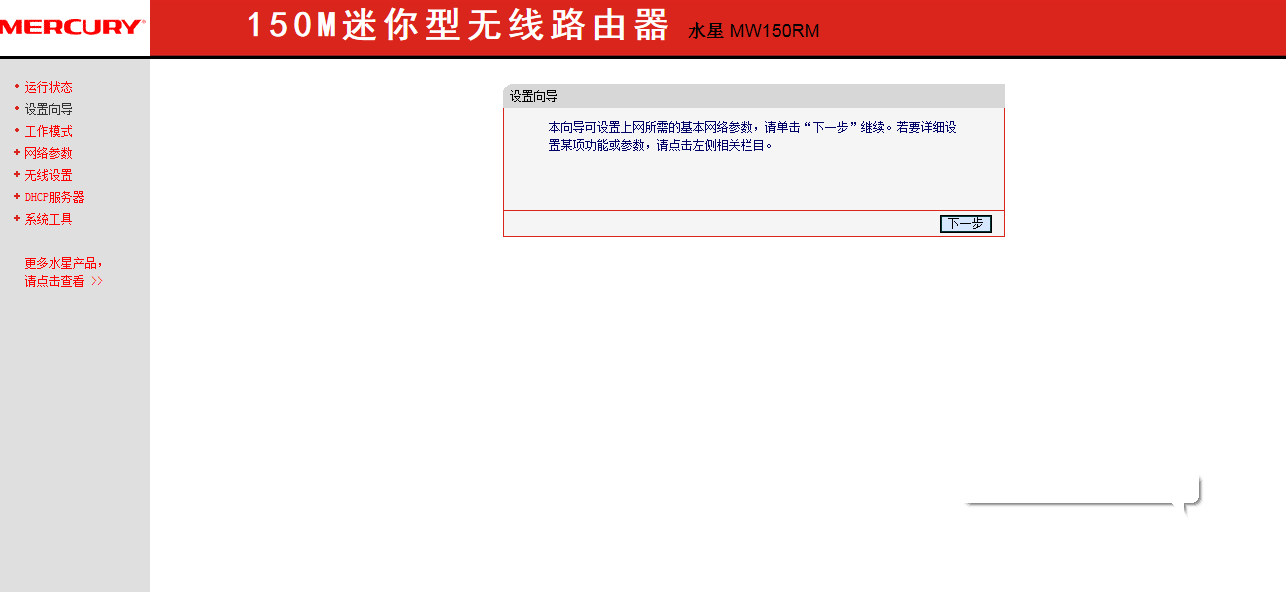 MERCURY®
150M迷你型无线路由器 水星 MW150RM
运行状态
设置向导
工作模式
网络参数
无线设置
DHCP服务器
系统工具
更多水星产品，
请点击查看 >>
设置向导
本向导可设置上网所需的基本网络参数，请单击“下一步”继续。若要详细设
置某项功能或参数，请点击左侧相关栏目。
下一步